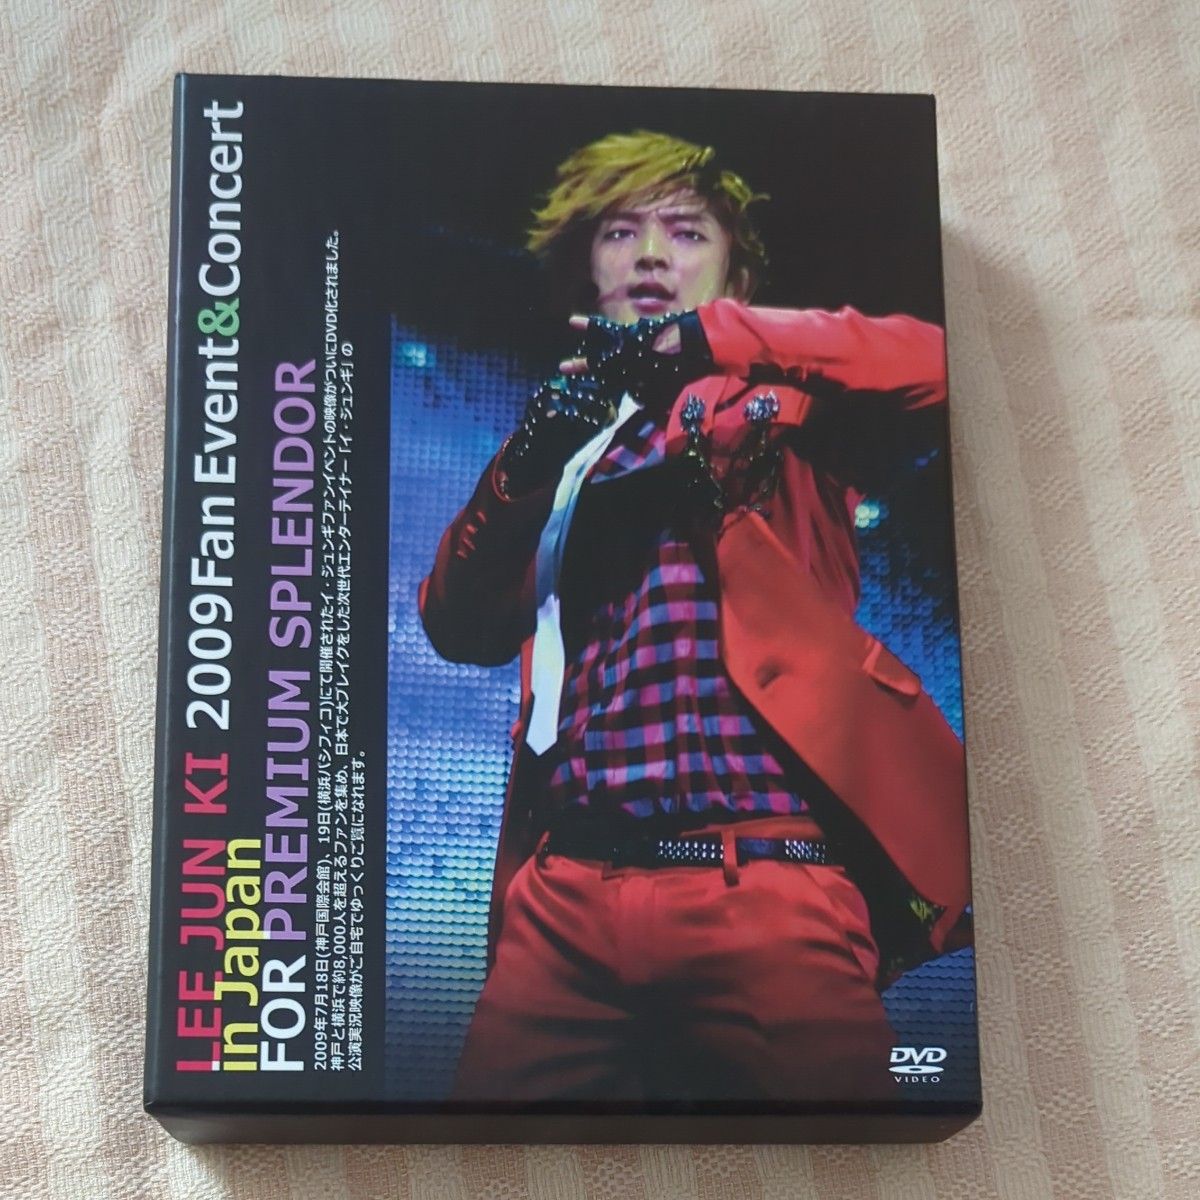 LEE JUN KI 2009 Fan Event & Concert
in Japan
FOR PREMIUM SPLENDOR
2009年7月18日(神戸国際会館)、19日(横浜パシフィコ)にて開催されたイ・ジュンギファンイベントの映像がついにDVD化されました。
神戸と横浜で約8,000人を超えるファンを集め、日本で大ブレイクをした次世代エンターテイナー「イ・ジュンギ」の
公演実況映像がご自宅でゆっくりご覧になれます。
DVD
VIDEO